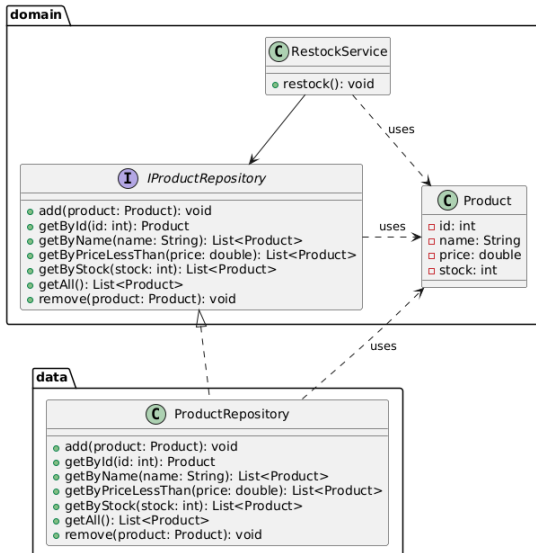 domain
C RestockService
restock(): void
uses
I IProductRepository
add(product: Product): void
getById(id: int): Product
getByName(name: String): List<Product>
getByPriceLessThan(price: double): List<Product>
getByStock(stock: int): List<Product>
getAll(): List<Product>
remove(product: Product): void
uses
C Product
id: int
name: String
price: double
stock: int
uses
data
C ProductRepository
add(product: Product): void
getById(id: int): Product
getByName(name: String): List<Product>
getByPriceLessThan(price: double): List<Product>
getByStock(stock: int): List<Product>
getAll(): List<Product>
remove(product: Product): void